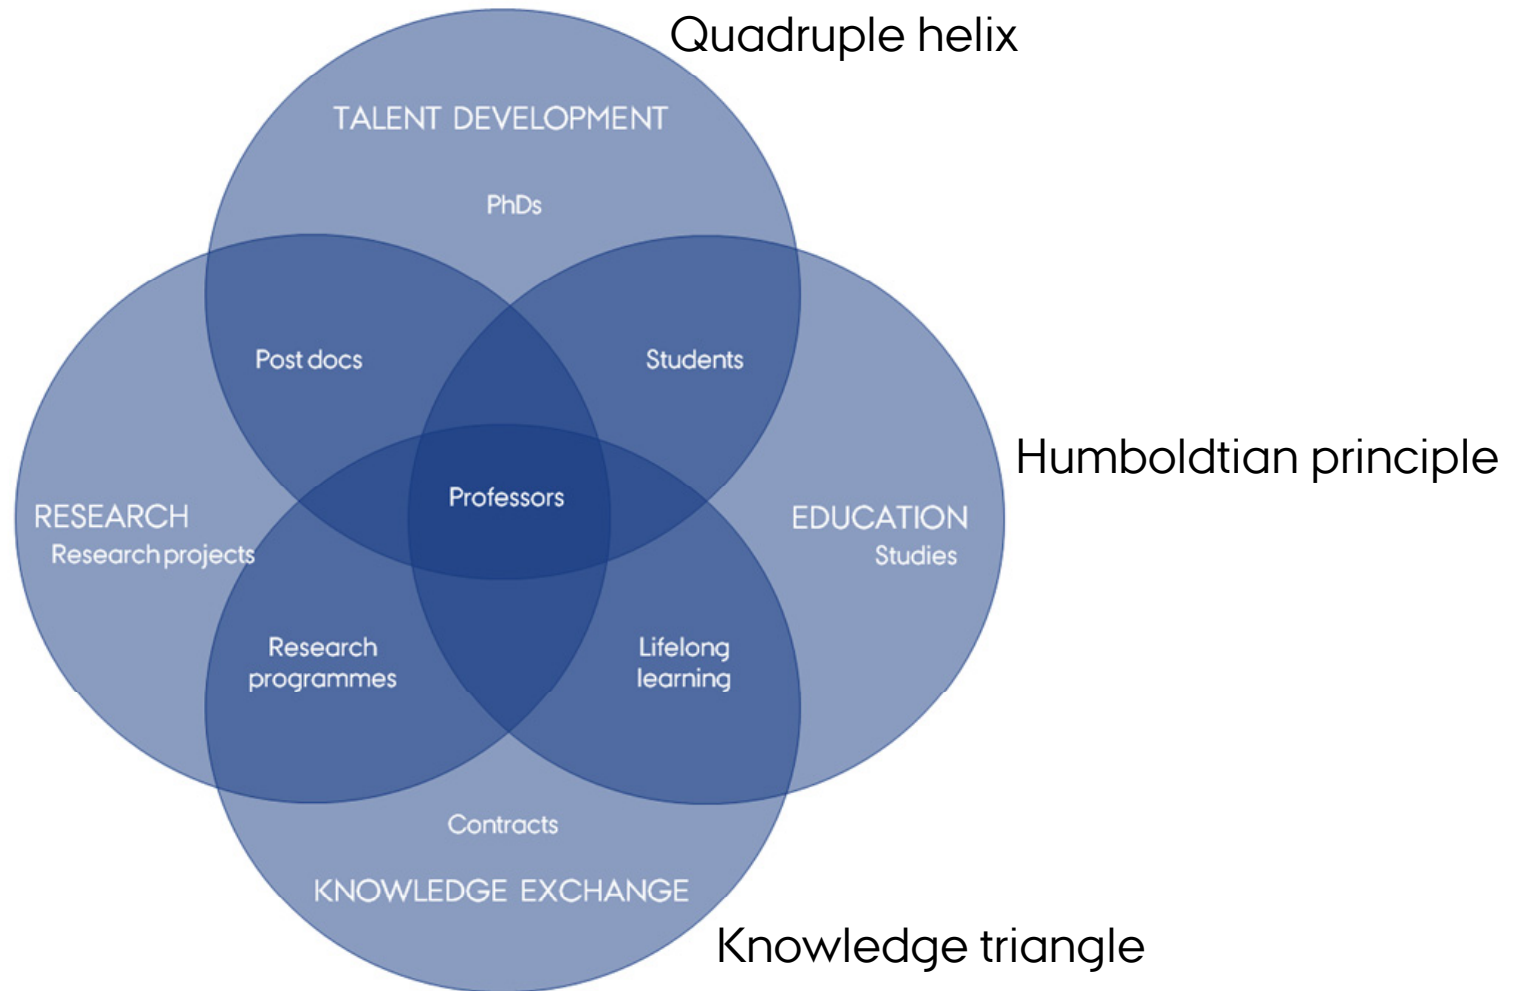 Quadruple helix
TALENT DEVELOPMENT
PhDs
Post docs
Students
Humboldtian principle
Professors
RESEARCH
Research projects
EDUCATION
Studies
Research
programmes
Lifelong
learning
Contracts
KNOWLEDGE EXCHANGE
Knowledge triangle